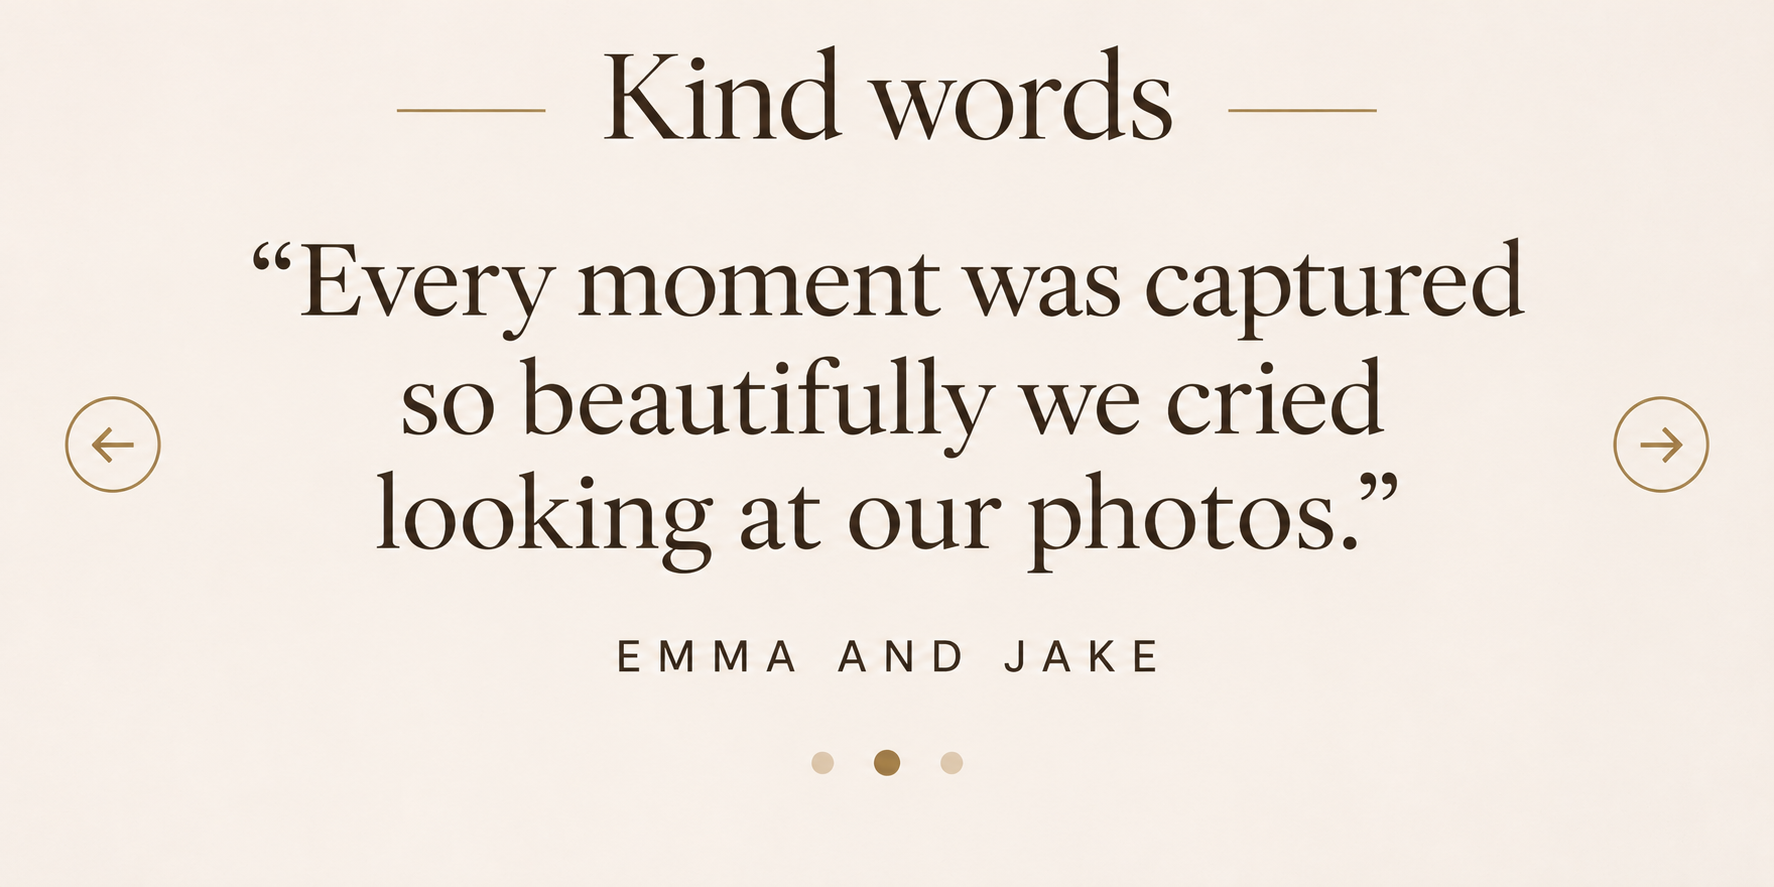 Kind words
“Every moment was captured
so beautifully we cried
looking at our photos.”
EMMA AND JAKE